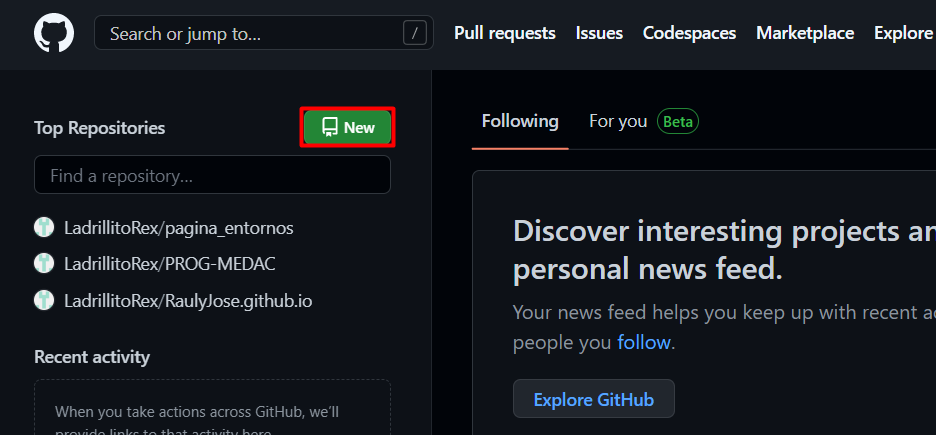 Search or jump to... /
Pull requests Issues Codespaces Marketplace Explore
Top Repositories
New
Find a repository...
LadrillitoRex/pagina_entornos
LadrillitoRex/PROG-MEDAC
LadrillitoRex/RaulyJose.github.io
Recent activity
When you take actions across GitHub, we'll
provide links to that activity here.
Following For you Beta
Discover interesting projects
personal news feed.
Your news feed helps you keep up with recent
people you follow.
Explore GitHub